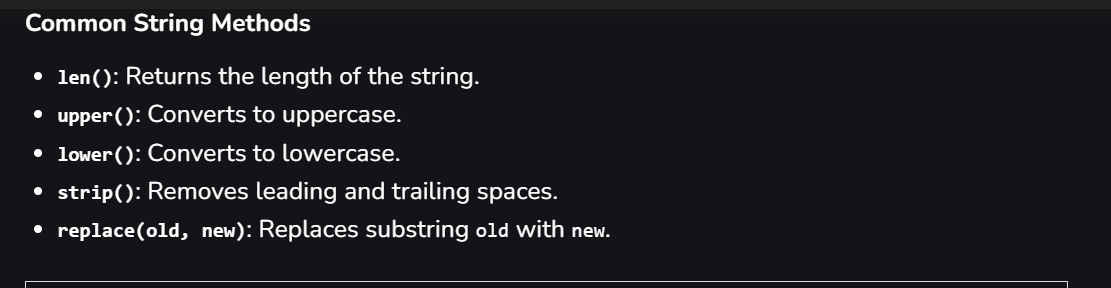 Common String Methods
• len(): Returns the length of the string.
• upper(): Converts to uppercase.
• lower(): Converts to lowercase.
• strip(): Removes leading and trailing spaces.
• replace(old, new): Replaces substring old with new.